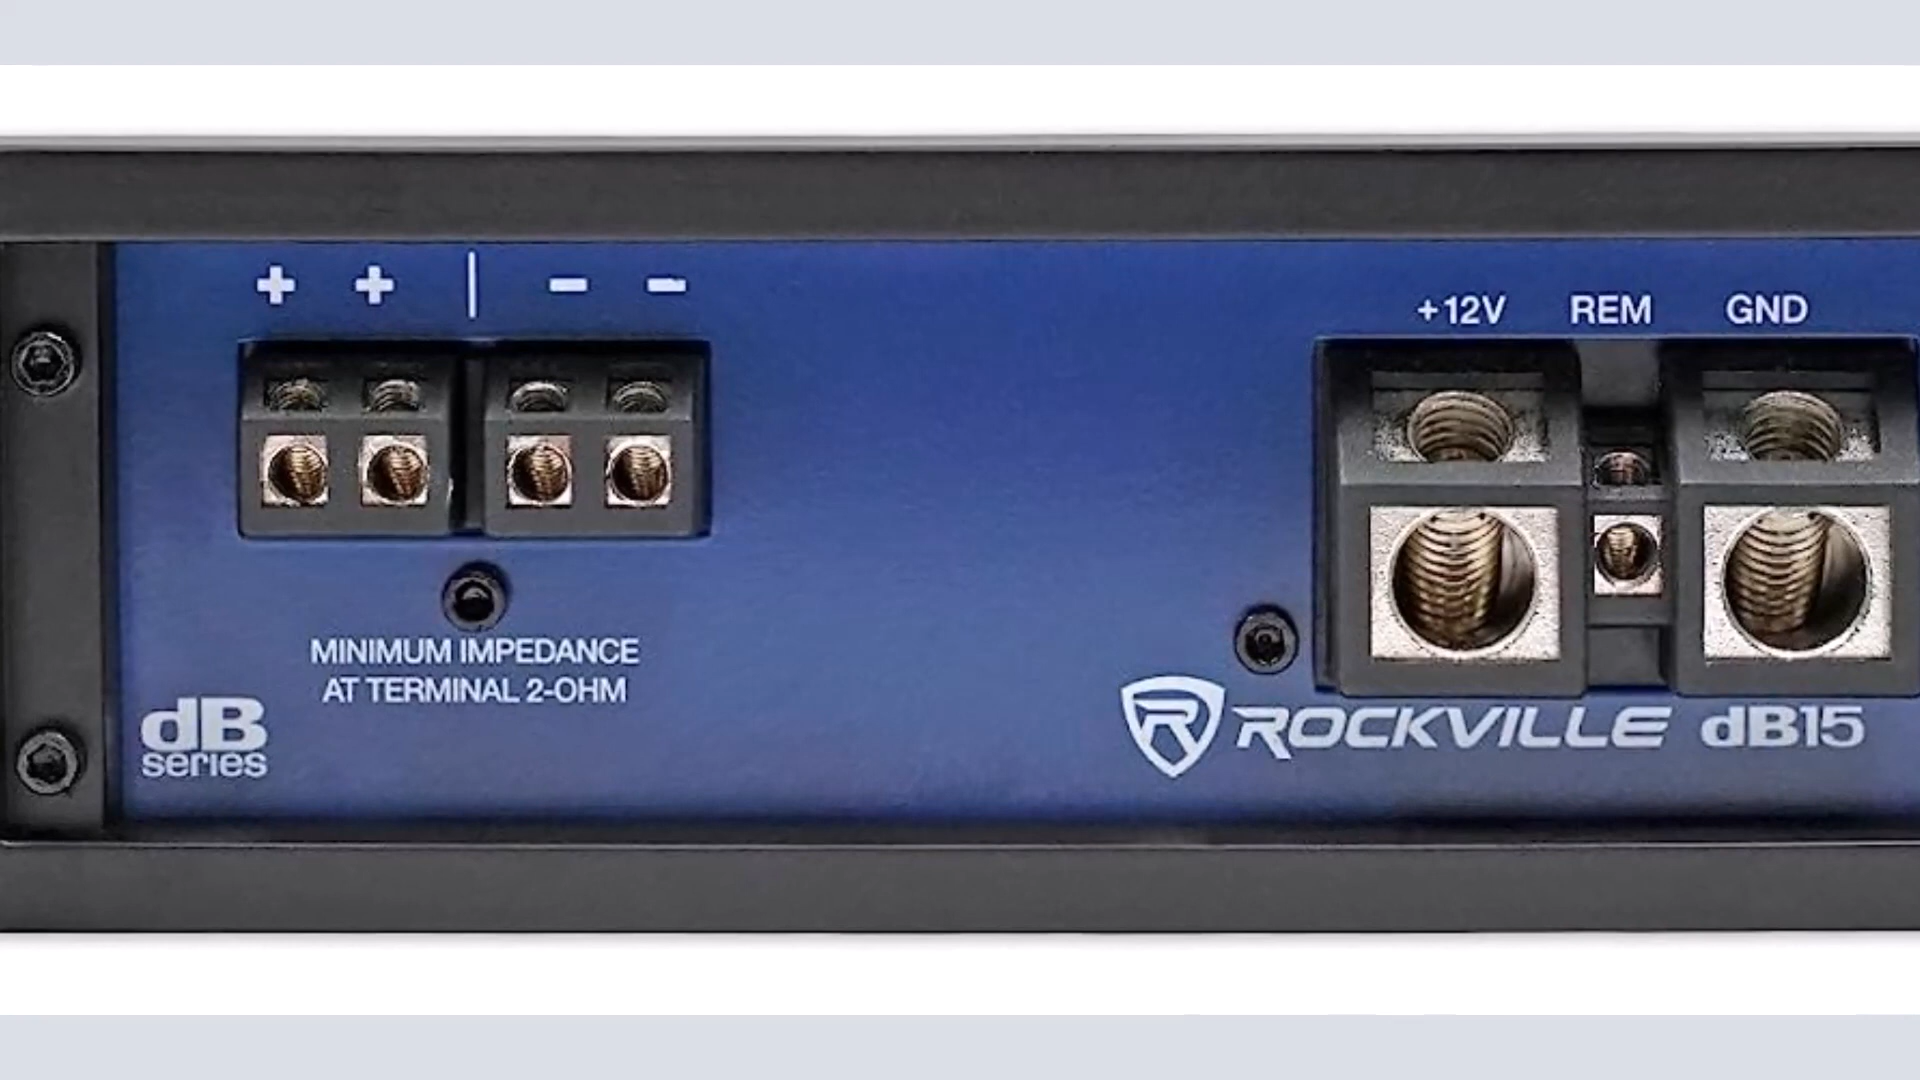 + + | - -
+12V REM GND
MINIMUM IMPEDANCE
AT TERMINAL 2-OHM
dB
series
R ROCKVILLE dB15